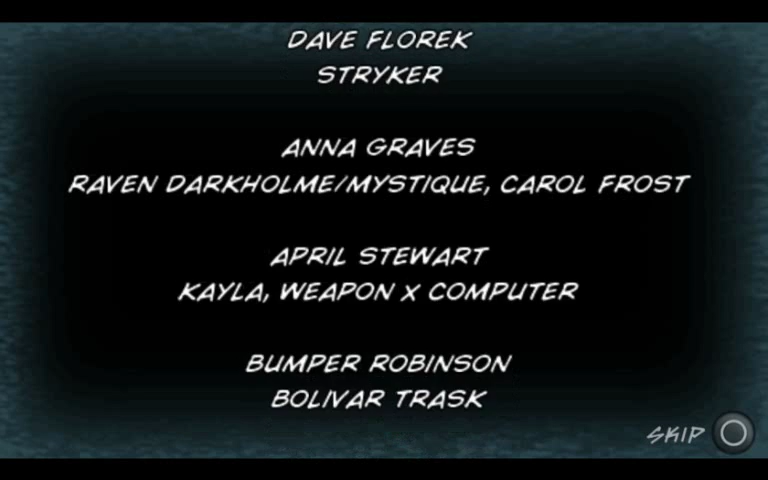 DAVE FLOREK
STRYKER
ANNA GRAVES
RAVEN DARKHOLME/MYSTIQUE, CAROL FROST
APRIL STEWART
KAYLA, WEAPON X COMPUTER
BUMPER ROBINSON
BOLIVAR TRASK
SKIP